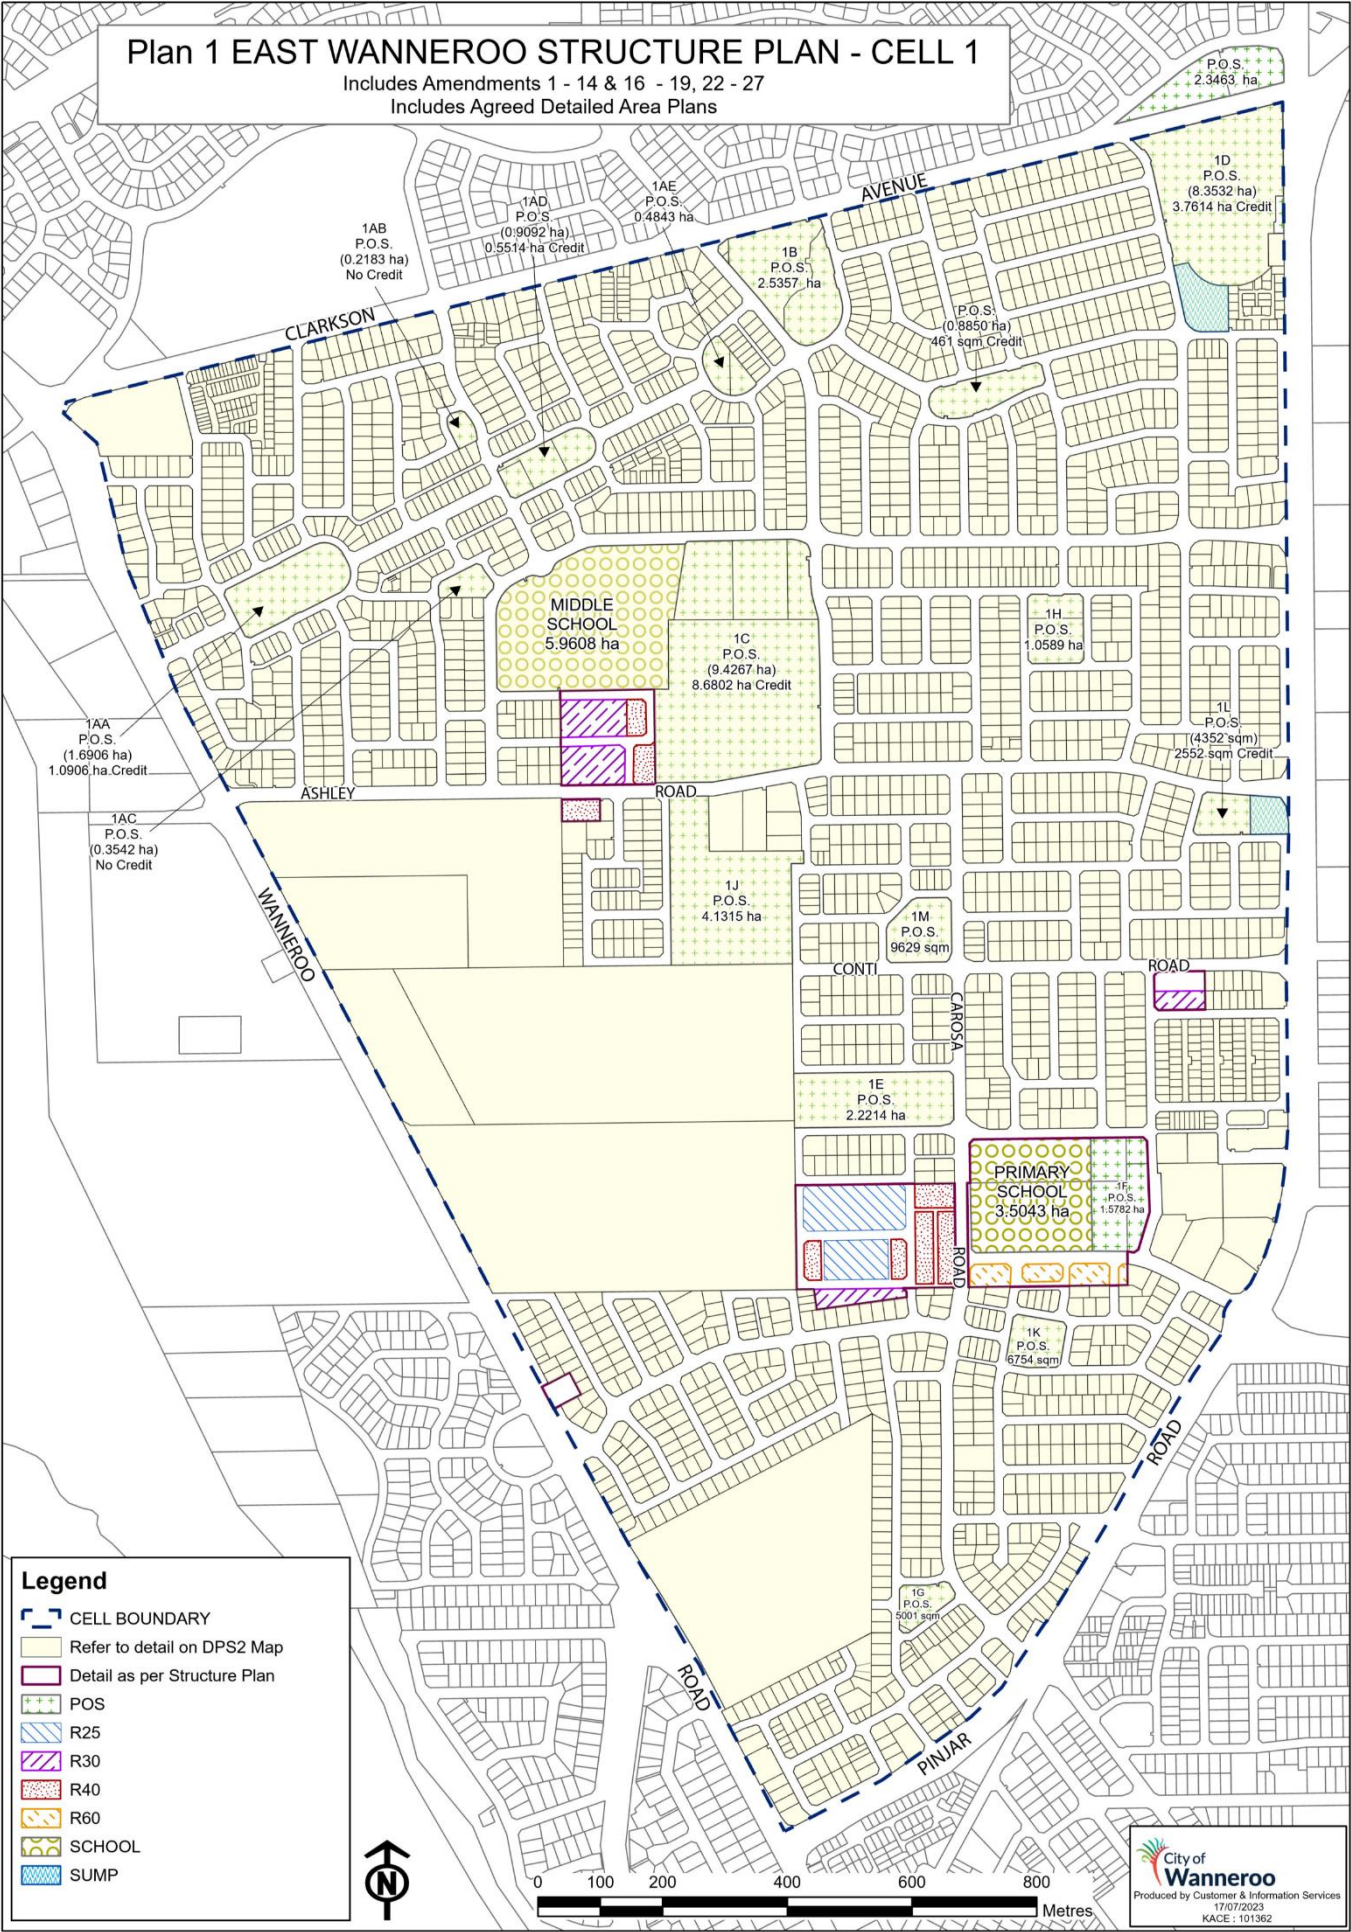 Plan 1 EAST WANNEROO STRUCTURE PLAN - CELL 1
Includes Amendments 1 - 14 & 16 - 19, 22 - 27
Includes Agreed Detailed Area Plans
P.O.S.
2.3463 ha
1D
P.O.S.
(8.3532 ha)
3.7614 ha Credit
1AE
P.O.S.
0.4843 ha
AVENUE
1AD
P.O.S.
(0.9092 ha)
0.5514 ha Credit
1AB
P.O.S.
(0.2183 ha)
No Credit
1B
P.O.S.
2.5357 ha
CLARKSON
P.O.S.
(0.8850 ha)
461 sqm Credit
MIDDLE
SCHOOL
5.9608 ha
1C
P.O.S.
(9.4267 ha)
8.6802 ha Credit
1H
P.O.S.
1.0589 ha
1L
P.O.S.
(4352 sqm)
2552 sqm Credit
1AA
P.O.S.
(1.6906 ha)
1.0906 ha Credit
ASHLEY
ROAD
1AC
P.O.S.
(0.3542 ha)
No Credit
1J
P.O.S.
4.1315 ha
1M
P.O.S.
9629 sqm
WANNEROO
CONTI
ROAD
CAROSA
1E
P.O.S.
2.2214 ha
PRIMARY
SCHOOL
3.5043 ha
1F
P.O.S.
1.5782 ha
ROAD
1K
P.O.S.
6754 sqm
ROAD
1G
P.O.S.
5001 sqm
ROAD
PINJAR
Legend
CELL BOUNDARY
Refer to detail on DPS2 Map
Detail as per Structure Plan
POS
R25
R30
R40
R60
SCHOOL
SUMP
N
0 100 200 400 600 800
Metres
City of
Wanneroo
Produced by Customer & Information Services
17/07/2023
KACE : 101362